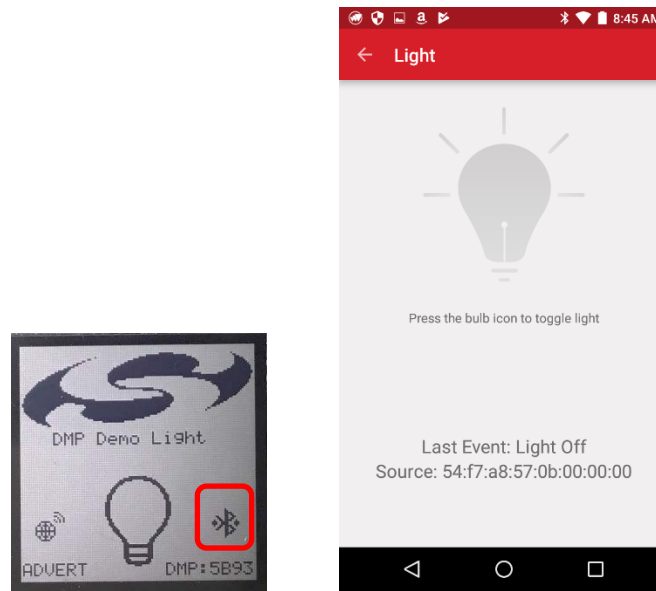 DMP Demo Light
ADVERT DMP:5B93
8:45 AM
Light
Press the bulb icon to toggle light
Last Event: Light Off
Source: 54:f7:a8:57:0b:00:00:00